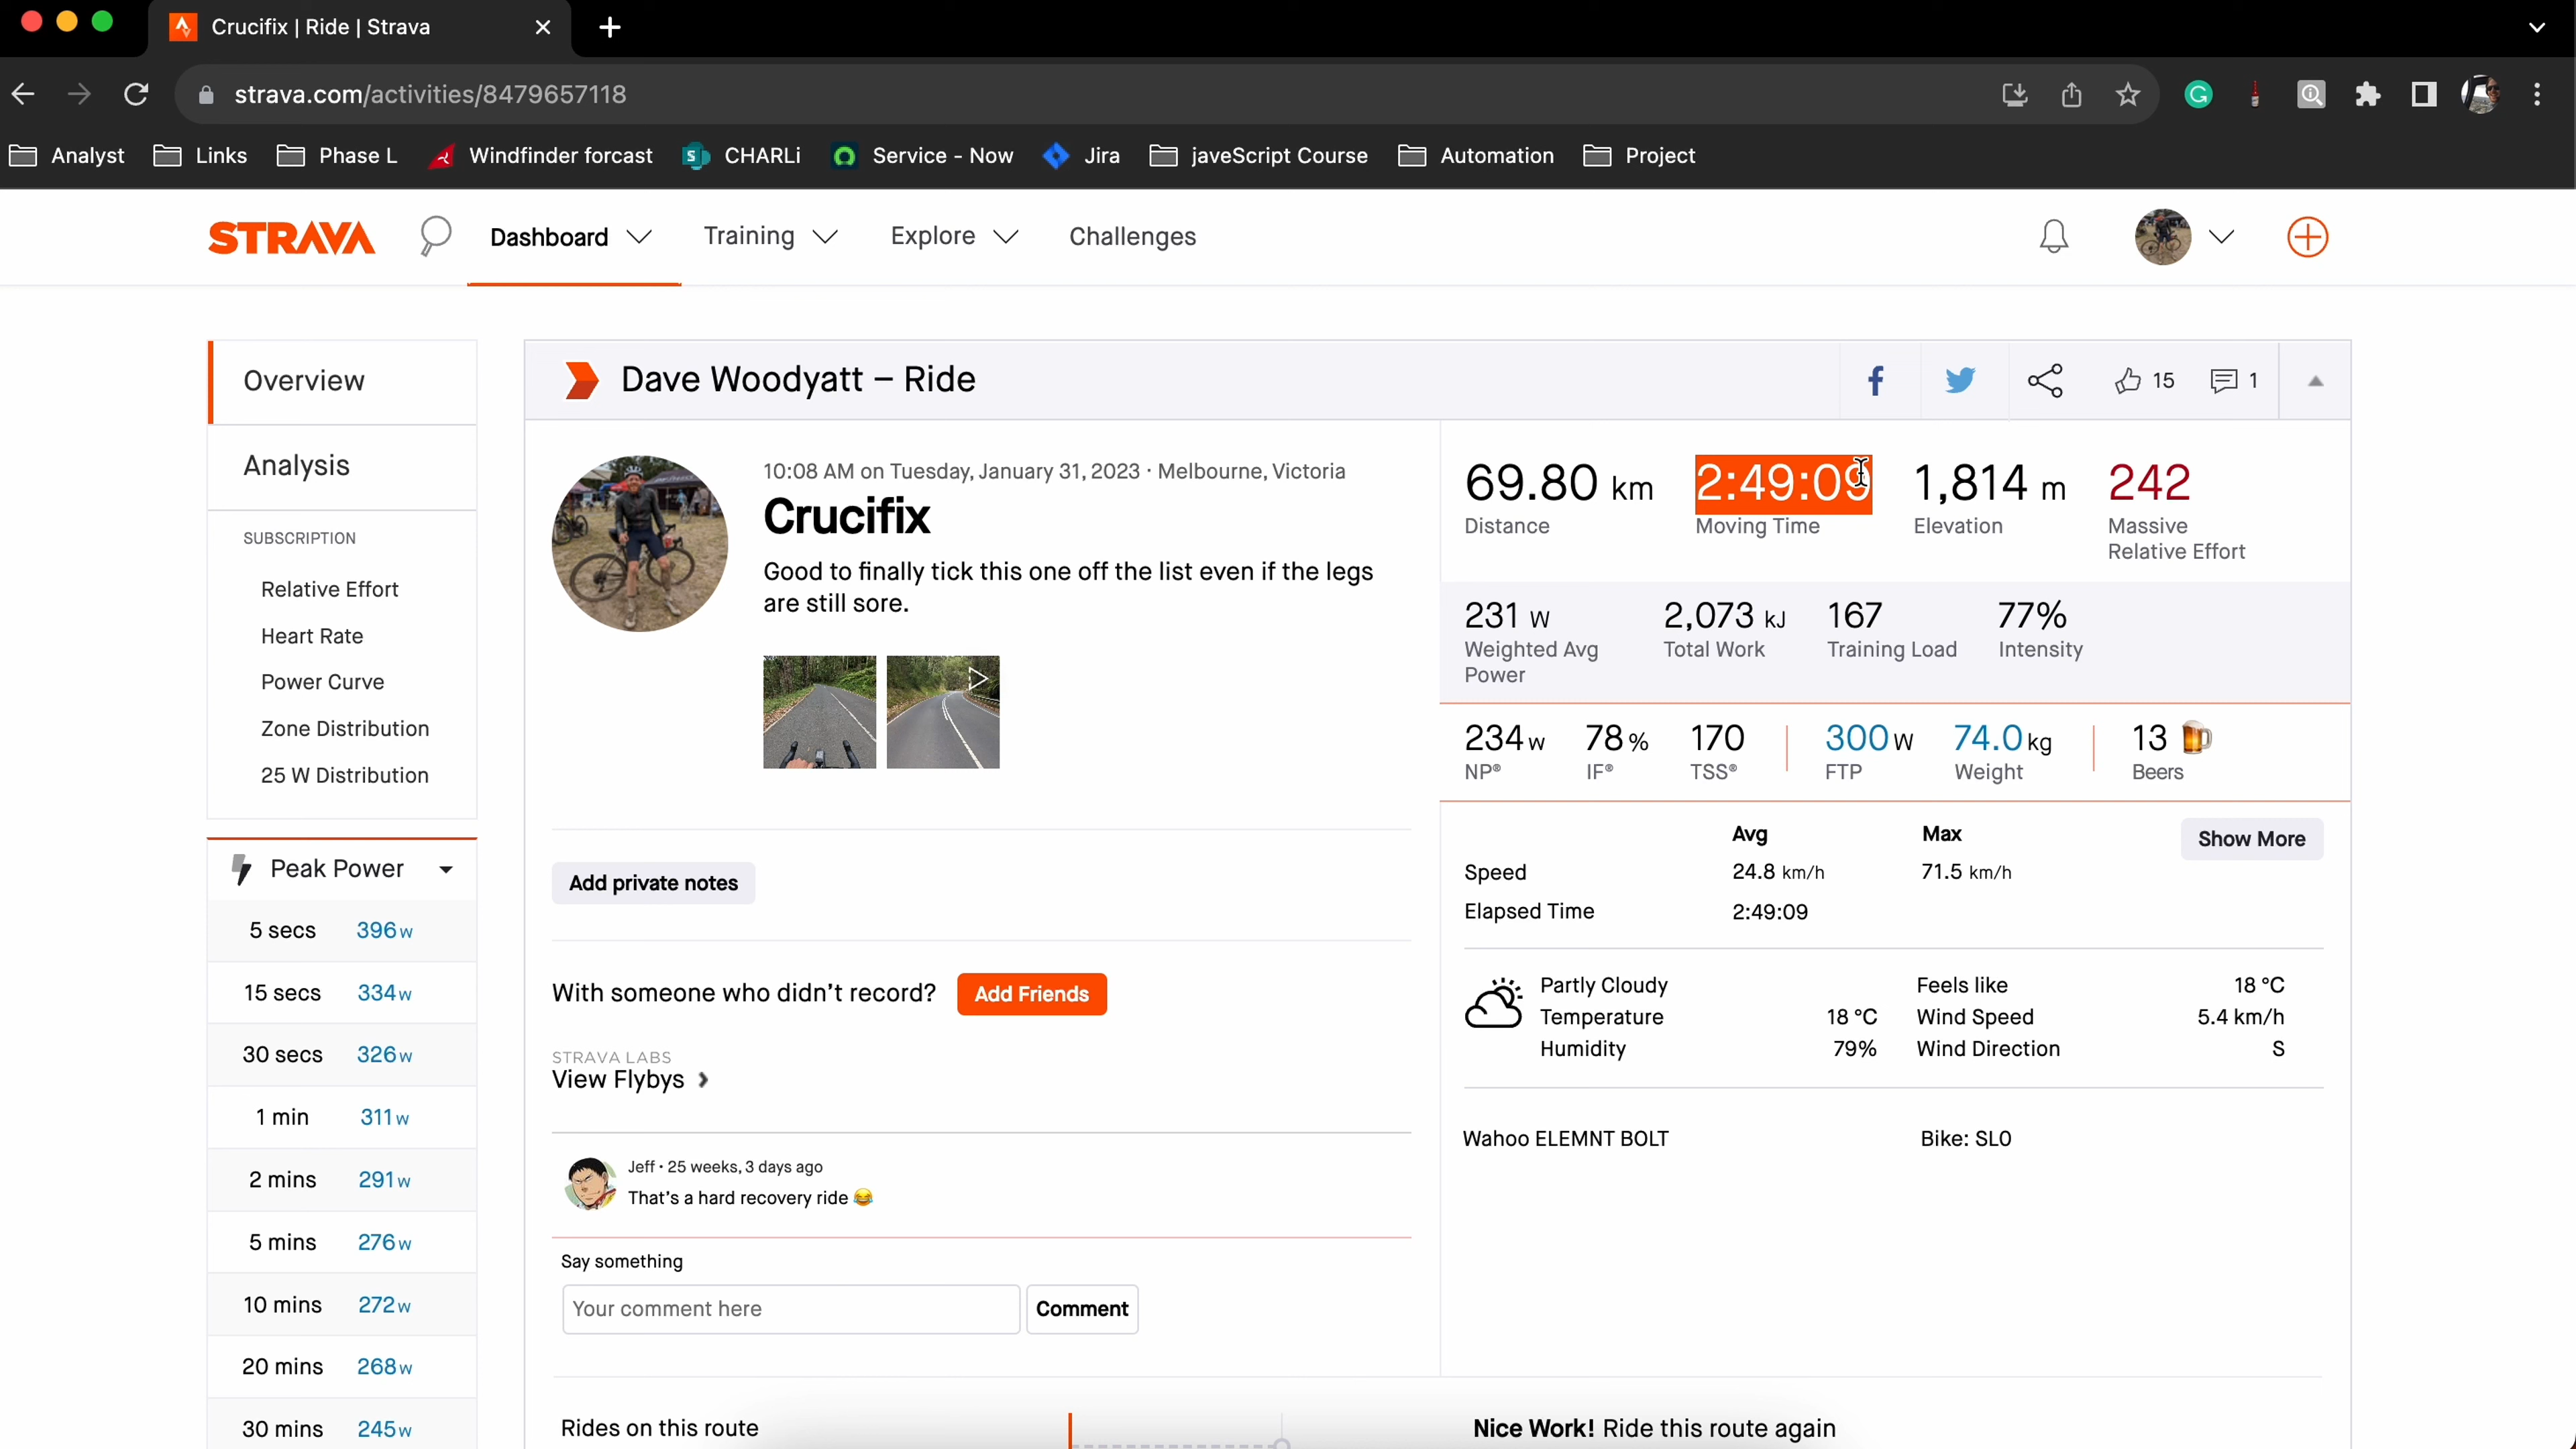 Crucifix | Ride | Strava
strava.com/activities/8479657118
Analyst Links Phase L Windfinder forcast CHARLi Service - Now Jira javeScript Course Automation Project
STRAVA Dashboard Training Explore Challenges
Overview
Analysis
SUBSCRIPTION
Relative Effort
Heart Rate
Power Curve
Zone Distribution
25 W Distribution
Peak Power
5 secs 396 w
15 secs 334 w
30 secs 326 w
1 min 311 w
2 mins 291 w
5 mins 276 w
10 mins 272 w
20 mins 268 w
30 mins 245 w
Dave Woodyatt – Ride
15 1
10:08 AM on Tuesday, January 31, 2023 · Melbourne, Victoria
Crucifix
Good to finally tick this one off the list even if the legs
are still sore.
Add private notes
With someone who didn't record? Add Friends
STRAVA LABS
View Flybys
Jeff · 25 weeks, 3 days ago
That's a hard recovery ride 😂
Say something
Your comment here Comment
Rides on this route
69.80 km 2:49:09 1,814 m 242
Distance Moving Time Elevation Massive
Relative Effort
231 W 2,073 kJ 167 77%
Weighted Avg Total Work Training Load Intensity
Power
234 w 78 % 170 300 W 74.0 kg 13 🍺
NP® IF® TSS® FTP Weight Beers
Avg Max Show More
Speed 24.8 km/h 71.5 km/h
Elapsed Time 2:49:09
Partly Cloudy Feels like 18 °C
Temperature 18 °C Wind Speed 5.4 km/h
Humidity 79% Wind Direction S
Wahoo ELEMNT BOLT Bike: SL0
Nice Work! Ride this route again